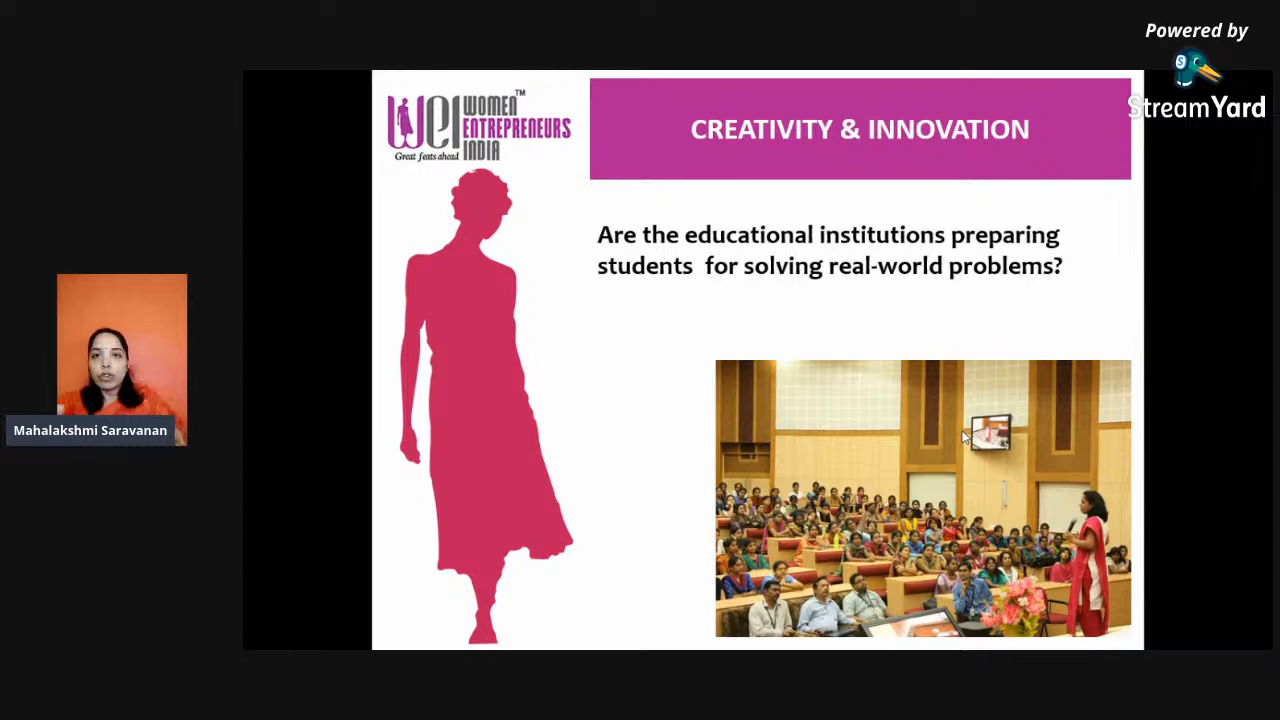 Powered by
StreamYard
WEI WOMEN™
ENTREPRENEURS
INDIA
Great feats ahead
CREATIVITY & INNOVATION
Are the educational institutions preparing
students for solving real-world problems?
Mahalakshmi Saravanan